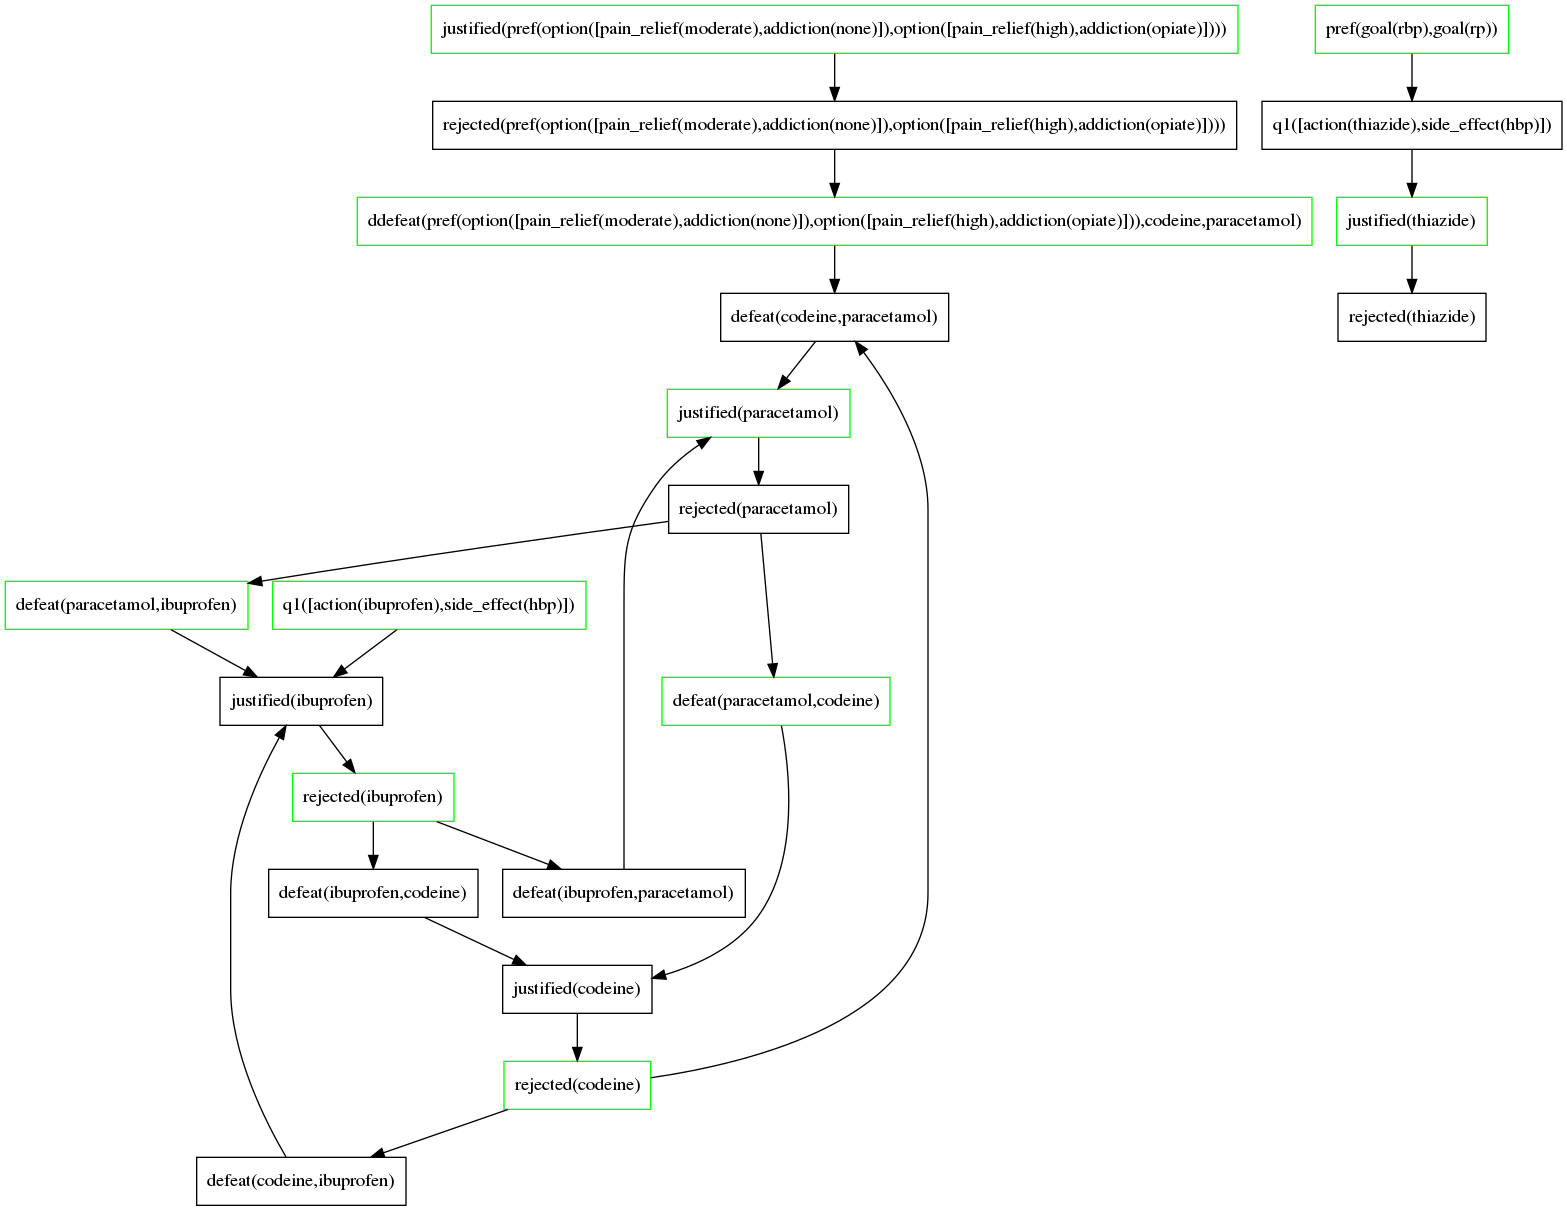 justified(pref(option([pain_relief(moderate),addiction(none)]),option([pain_relief(high),addiction(opiate)])))
pref(goal(rbp),goal(rp))
rejected(pref(option([pain_relief(moderate),addiction(none)]),option([pain_relief(high),addiction(opiate)])))
q1([action(thiazide),side_effect(hbp)])
ddefeat(pref(option([pain_relief(moderate),addiction(none)]),option([pain_relief(high),addiction(opiate)])),codeine,paracetamol)
justified(thiazide)
defeat(codeine,paracetamol)
rejected(thiazide)
justified(paracetamol)
rejected(paracetamol)
defeat(paracetamol,ibuprofen)
q1([action(ibuprofen),side_effect(hbp)])
justified(ibuprofen)
defeat(paracetamol,codeine)
rejected(ibuprofen)
defeat(ibuprofen,codeine)
defeat(ibuprofen,paracetamol)
justified(codeine)
rejected(codeine)
defeat(codeine,ibuprofen)